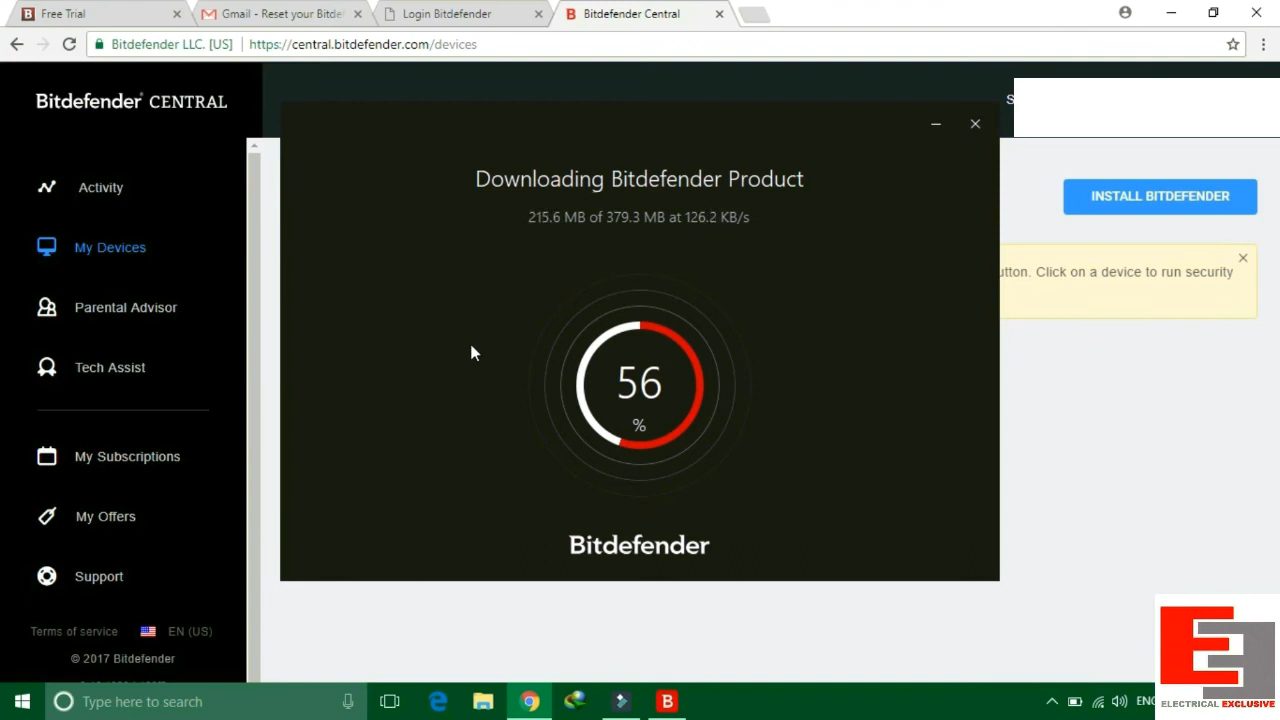 Free Trial
Gmail - Reset your Bitde
Login Bitdefender
Bitdefender Central
Bitdefender LLC. [US]
https://central.bitdefender.com/devices
Bitdefender CENTRAL
S
Downloading Bitdefender Product
215.6 MB of 379.3 MB at 126.2 KB/s
56
%
Bitdefender
INSTALL BITDEFENDER
utton. Click on a device to run security
Activity
My Devices
Parental Advisor
Tech Assist
My Subscriptions
My Offers
Support
Terms of service
EN (US)
© 2017 Bitdefender
Type here to search
ENG
ELECTRICAL EXCLUSIVE